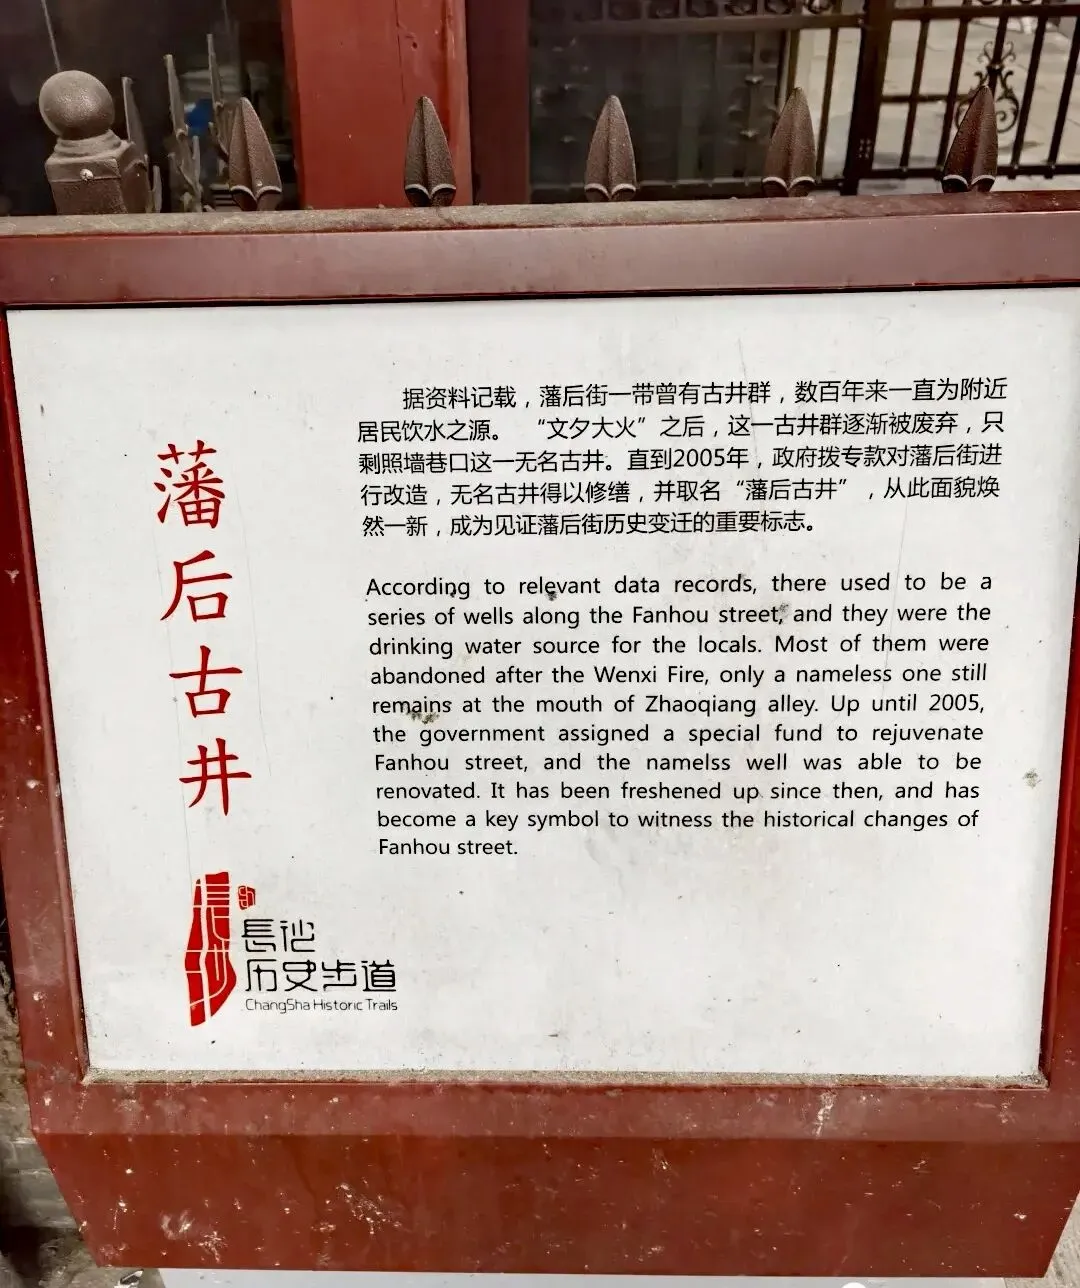 藩后古井
据资料记载，藩后街一带曾有古井群，数百年来一直为附近
居民饮水之源。 “文夕大火”之后，这一古井群逐渐被废弃，只
剩照墙巷口这一无名古井。直到2005年，政府拨专款对藩后街进
行改造，无名古井得以修缮，并取名“藩后古井”，从此面貌焕
然一新，成为见证藩后街历史变迁的重要标志。
According to relevant data records, there used to be a
series of wells along the Fanhou street, and they were the
drinking water source for the locals. Most of them were
abandoned after the Wenxi Fire, only a nameless one still
remains at the mouth of Zhaoqiang alley. Up until 2005,
the government assigned a special fund to rejuvenate
Fanhou street, and the namelss well was able to be
renovated. It has been freshened up since then, and has
become a key symbol to witness the historical changes of
Fanhou street.
長沙
历史步道
ChangSha Historic Trails